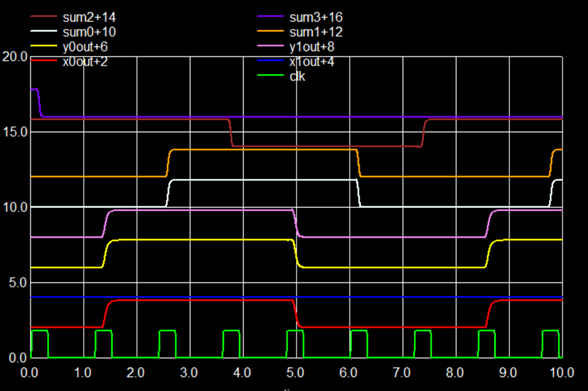 sum2+14 sum3+16
sum0+10 sum1+12
y0out+6 y1out+8
x0out+2 x1out+4
clk
20.0
15.0
10.0
5.0
0.0
0.0 1.0 2.0 3.0 4.0 5.0 6.0 7.0 8.0 9.0 10.0